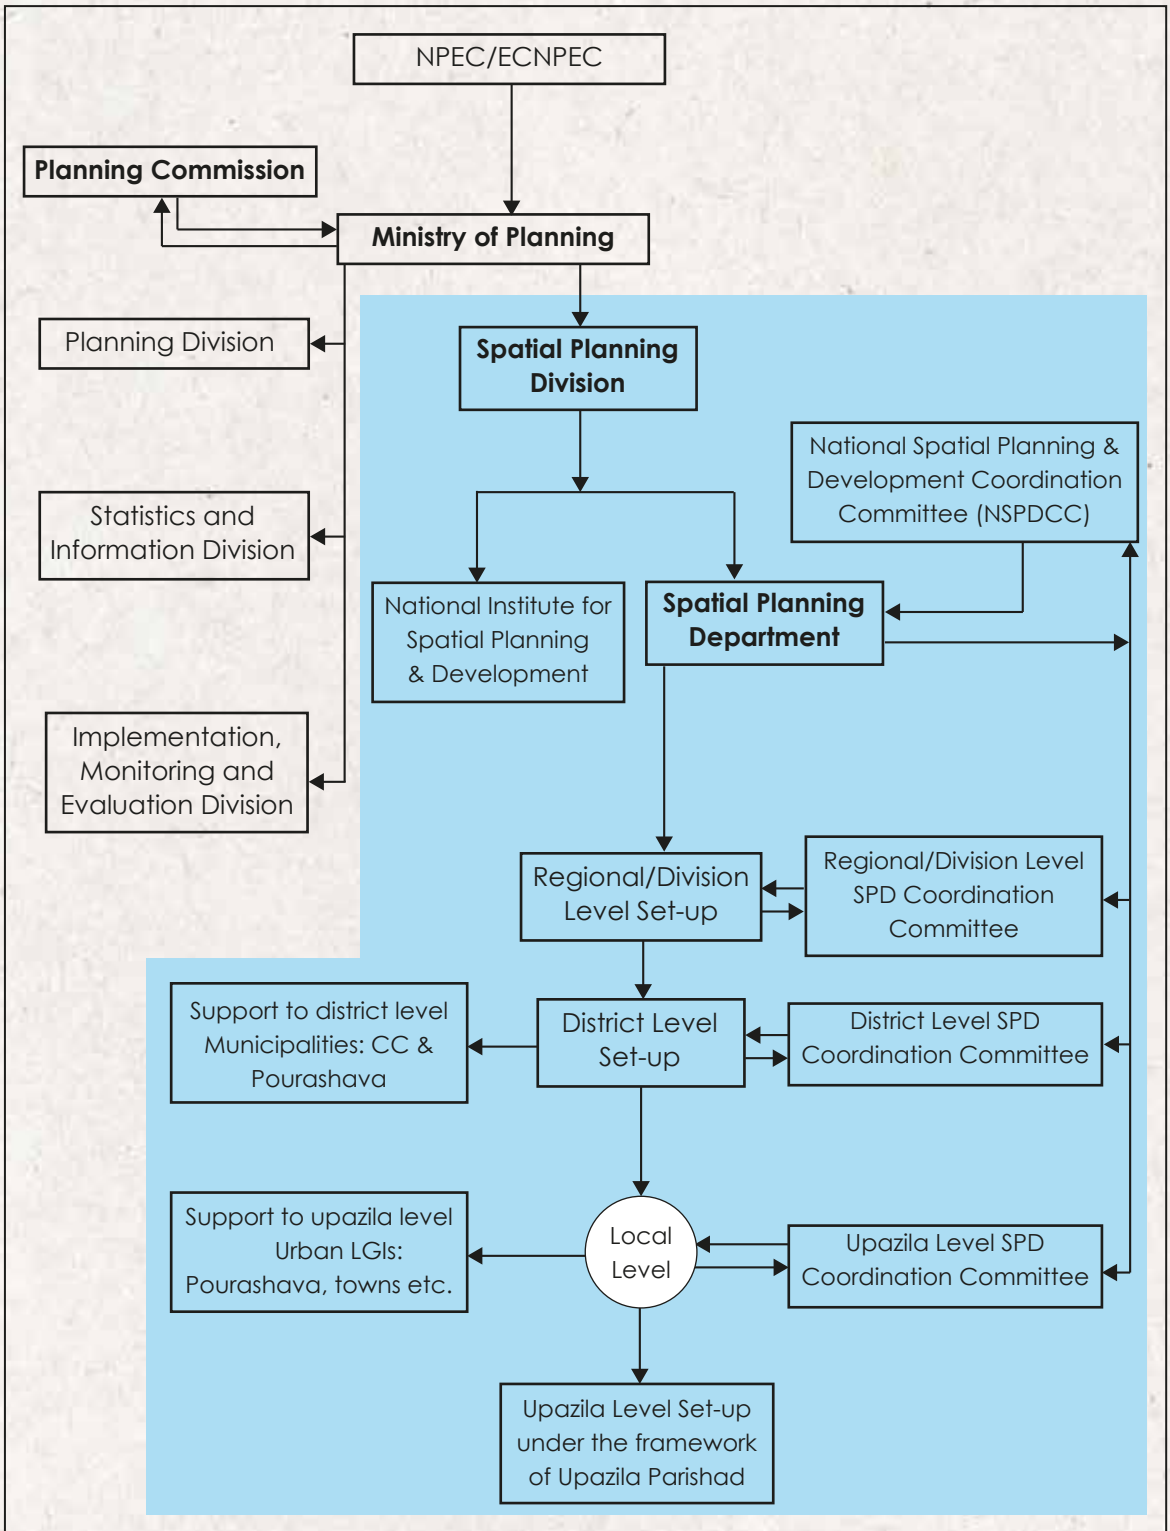 NPEC/ECNPEC
Planning Commission
Ministry of Planning
Planning Division
Spatial Planning
Division
National Spatial Planning &
Development Coordination
Committee (NSPDCC)
Statistics and
Information Division
National Institute for
Spatial Planning
& Development
Spatial Planning
Department
Implementation,
Monitoring and
Evaluation Division
Regional/Division
Level Set-up
Regional/Division Level
SPD Coordination
Committee
Support to district level
Municipalities: CC &
Pourashava
District Level
Set-up
District Level SPD
Coordination Committee
Support to upazila level
Urban LGIs:
Pourashava, towns etc.
Local
Level
Upazila Level SPD
Coordination Committee
Upazila Level Set-up
under the framework
of Upazila Parishad